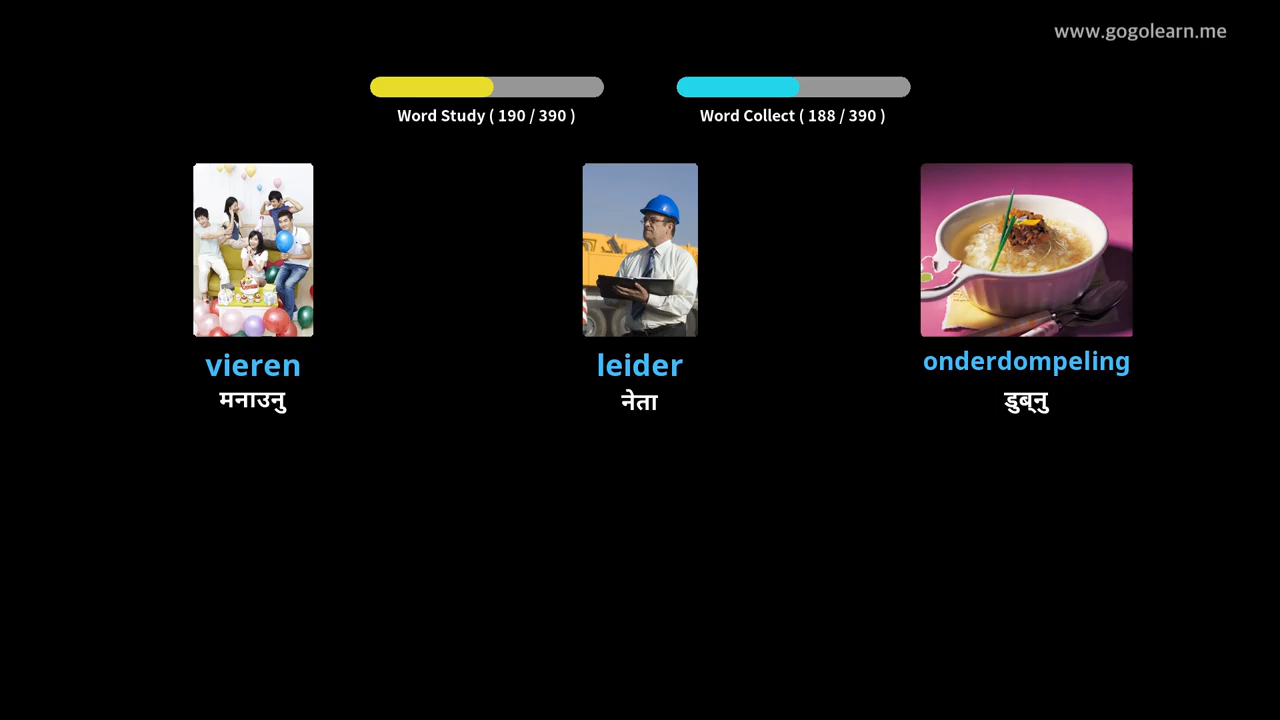 www.gogolearn.me
Word Study ( 190 / 390 )
Word Collect ( 188 / 390 )
vieren
leider
onderdompeling
मनाउनु
नेता
डुब्नु